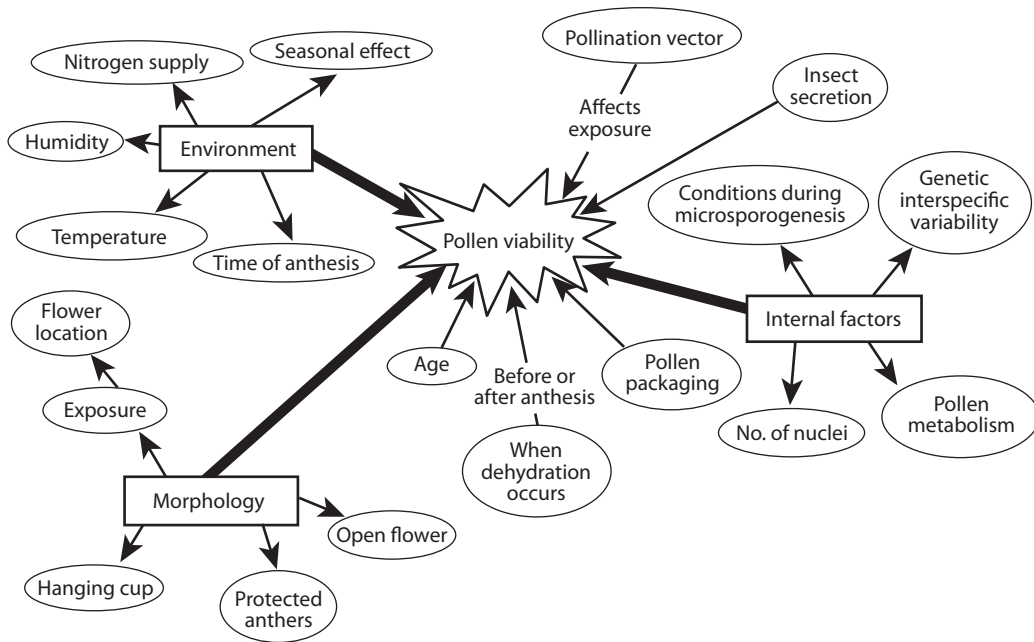 Pollination vector
Seasonal effect
Nitrogen supply
Insect
secretion
Affects
exposure
Humidity
Environment
Genetic
interspecific
variability
Conditions during
microsporogenesis
Temperature
Time of anthesis
Pollen viability
Flower
location
Internal factors
Age
Pollen
packaging
Before or
after anthesis
Exposure
Pollen
metabolism
No. of nuclei
When
dehydration
occurs
Morphology
Open flower
Hanging cup
Protected
anthers